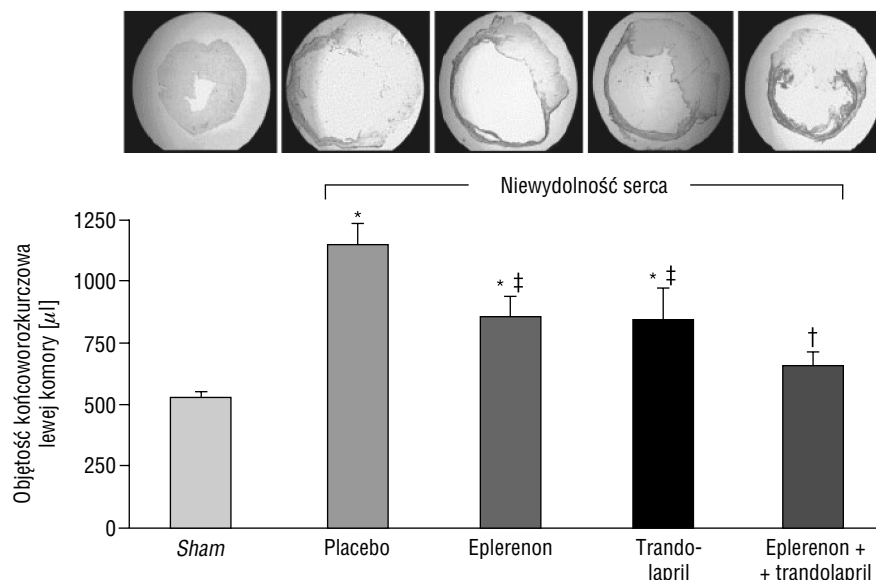 Niewydolność serca
Objętość końcoworozkurczowa
lewej komory [µl]
1250
1000
750
500
250
0
*
* ‡
* ‡
†
Sham
Placebo
Eplerenon
Trando-
lapril
Eplerenon +
+ trandolapril